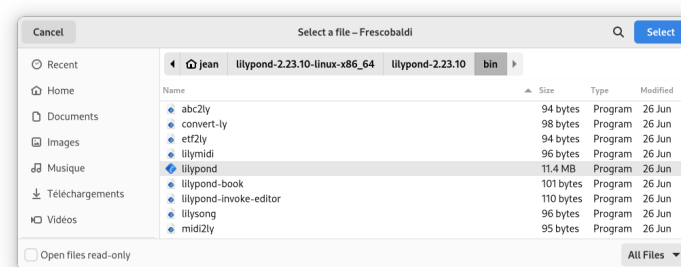 Cancel Select a file – Frescobaldi Select
Recent
Home
Documents
Images
Musique
Téléchargements
Vidéos
jean lilypond-2.23.10-linux-x86_64 lilypond-2.23.10 bin
Name Size Type Modified
abc2ly 94 bytes Program 26 Jun
convert-ly 98 bytes Program 26 Jun
etf2ly 94 bytes Program 26 Jun
lilymidi 96 bytes Program 26 Jun
lilypond 11.4 MB Program 26 Jun
lilypond-book 101 bytes Program 26 Jun
lilypond-invoke-editor 110 bytes Program 26 Jun
lilysong 96 bytes Program 26 Jun
midi2ly 95 bytes Program 26 Jun
Open files read-only All Files